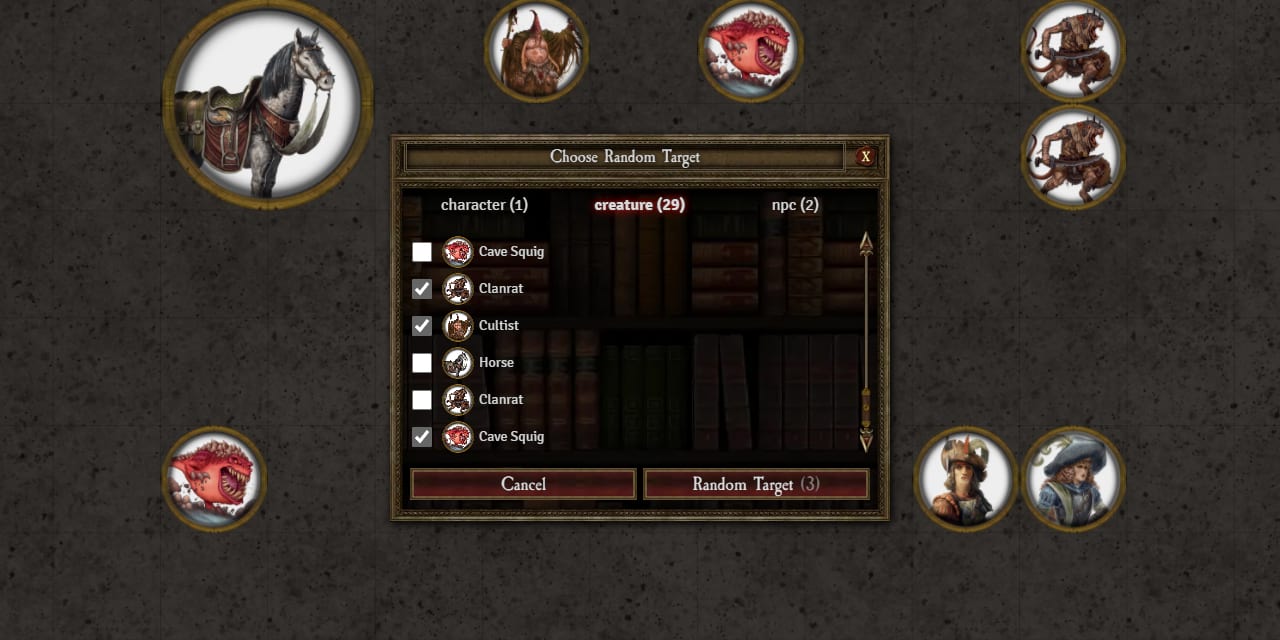 Choose Random Target
X
character (1) creature (29) npc (2)
Cave Squig
Clanrat
Cultist
Horse
Clanrat
Cave Squig
Cancel Random Target (3)